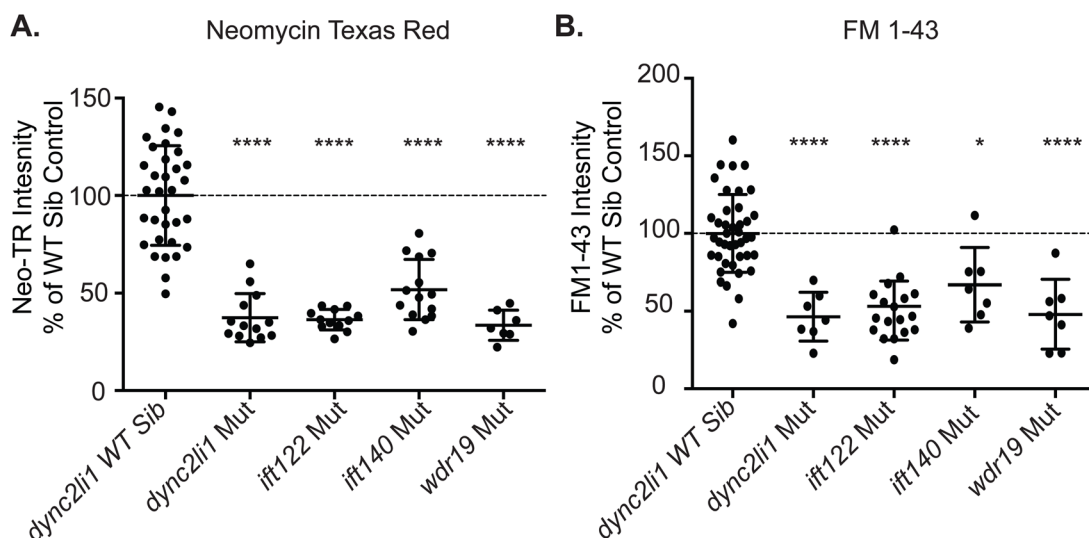 A.
Neomycin Texas Red
Neo-TR Intesnity
% of WT Sib Control
150
100
50
0
****
****
****
****
dync2li1 WT Sib
dync2li1 Mut
ift122 Mut
ift140 Mut
wdr19 Mut
B.
FM 1-43
FM1-43 Intesnity
% of WT Sib Control
200
150
100
50
0
****
****
*
****
dync2li1 WT Sib
dync2li1 Mut
ift122 Mut
ift140 Mut
wdr19 Mut